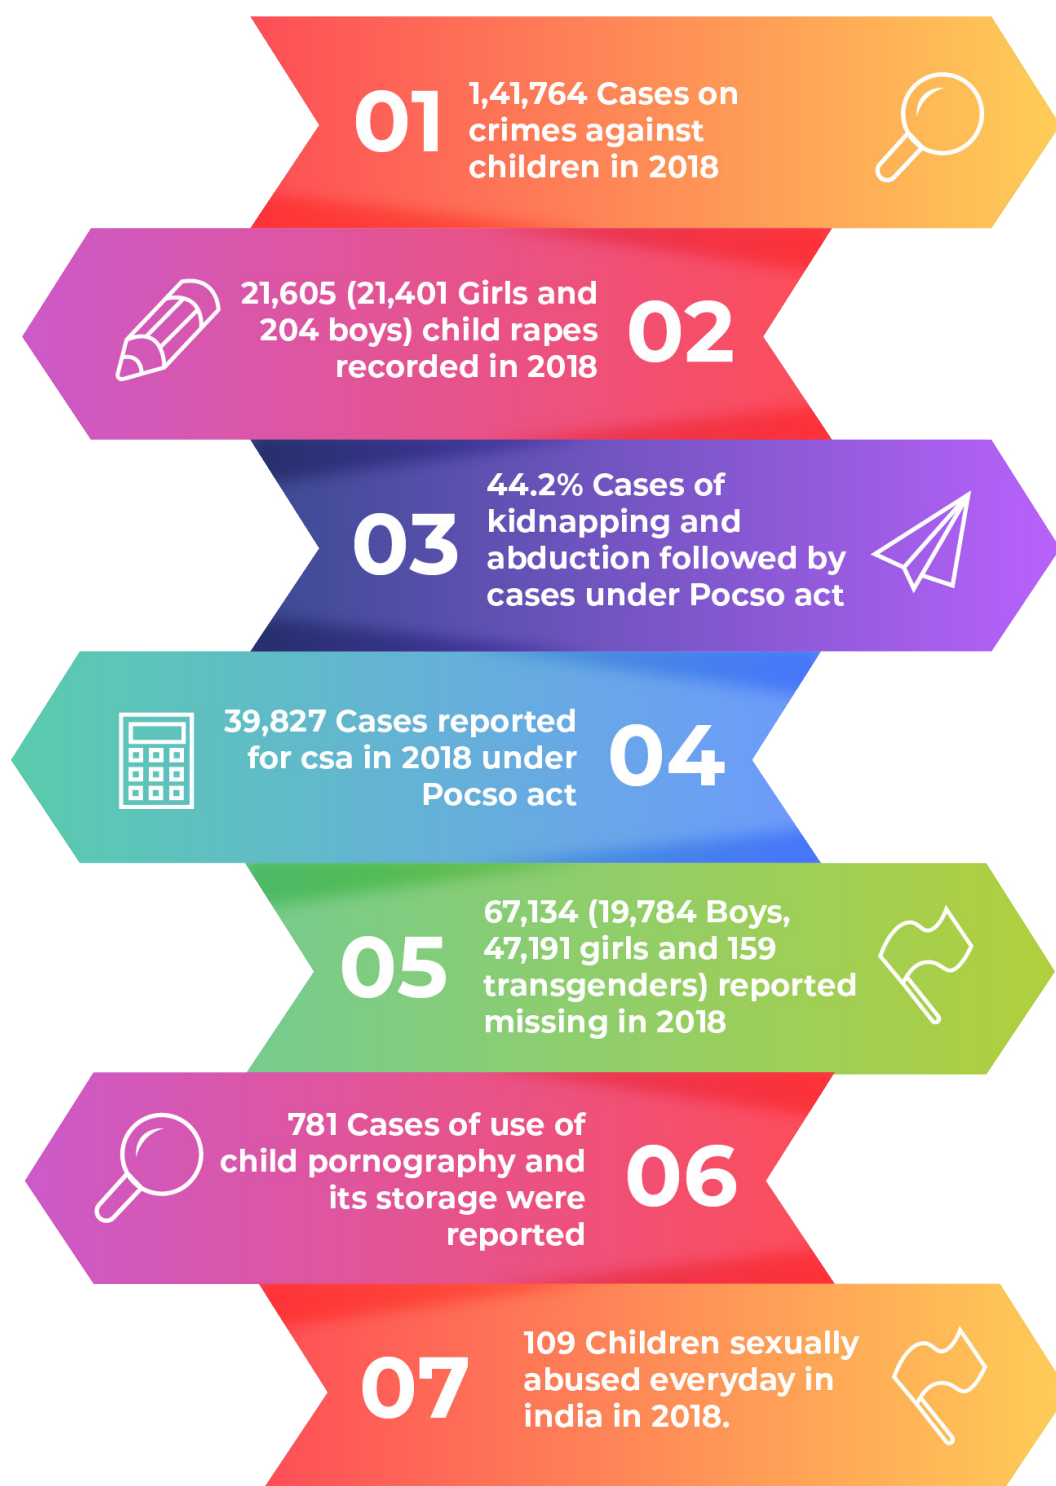 01
1,41,764 Cases on
crimes against
children in 2018
21,605 (21,401 Girls and
204 boys) child rapes
recorded in 2018
02
03
44.2% Cases of
kidnapping and
abduction followed by
cases under Pocso act
39,827 Cases reported
for csa in 2018 under
Pocso act
04
05
67,134 (19,784 Boys,
47,191 girls and 159
transgenders) reported
missing in 2018
781 Cases of use of
child pornography and
its storage were
reported
06
07
109 Children sexually
abused everyday in
india in 2018.